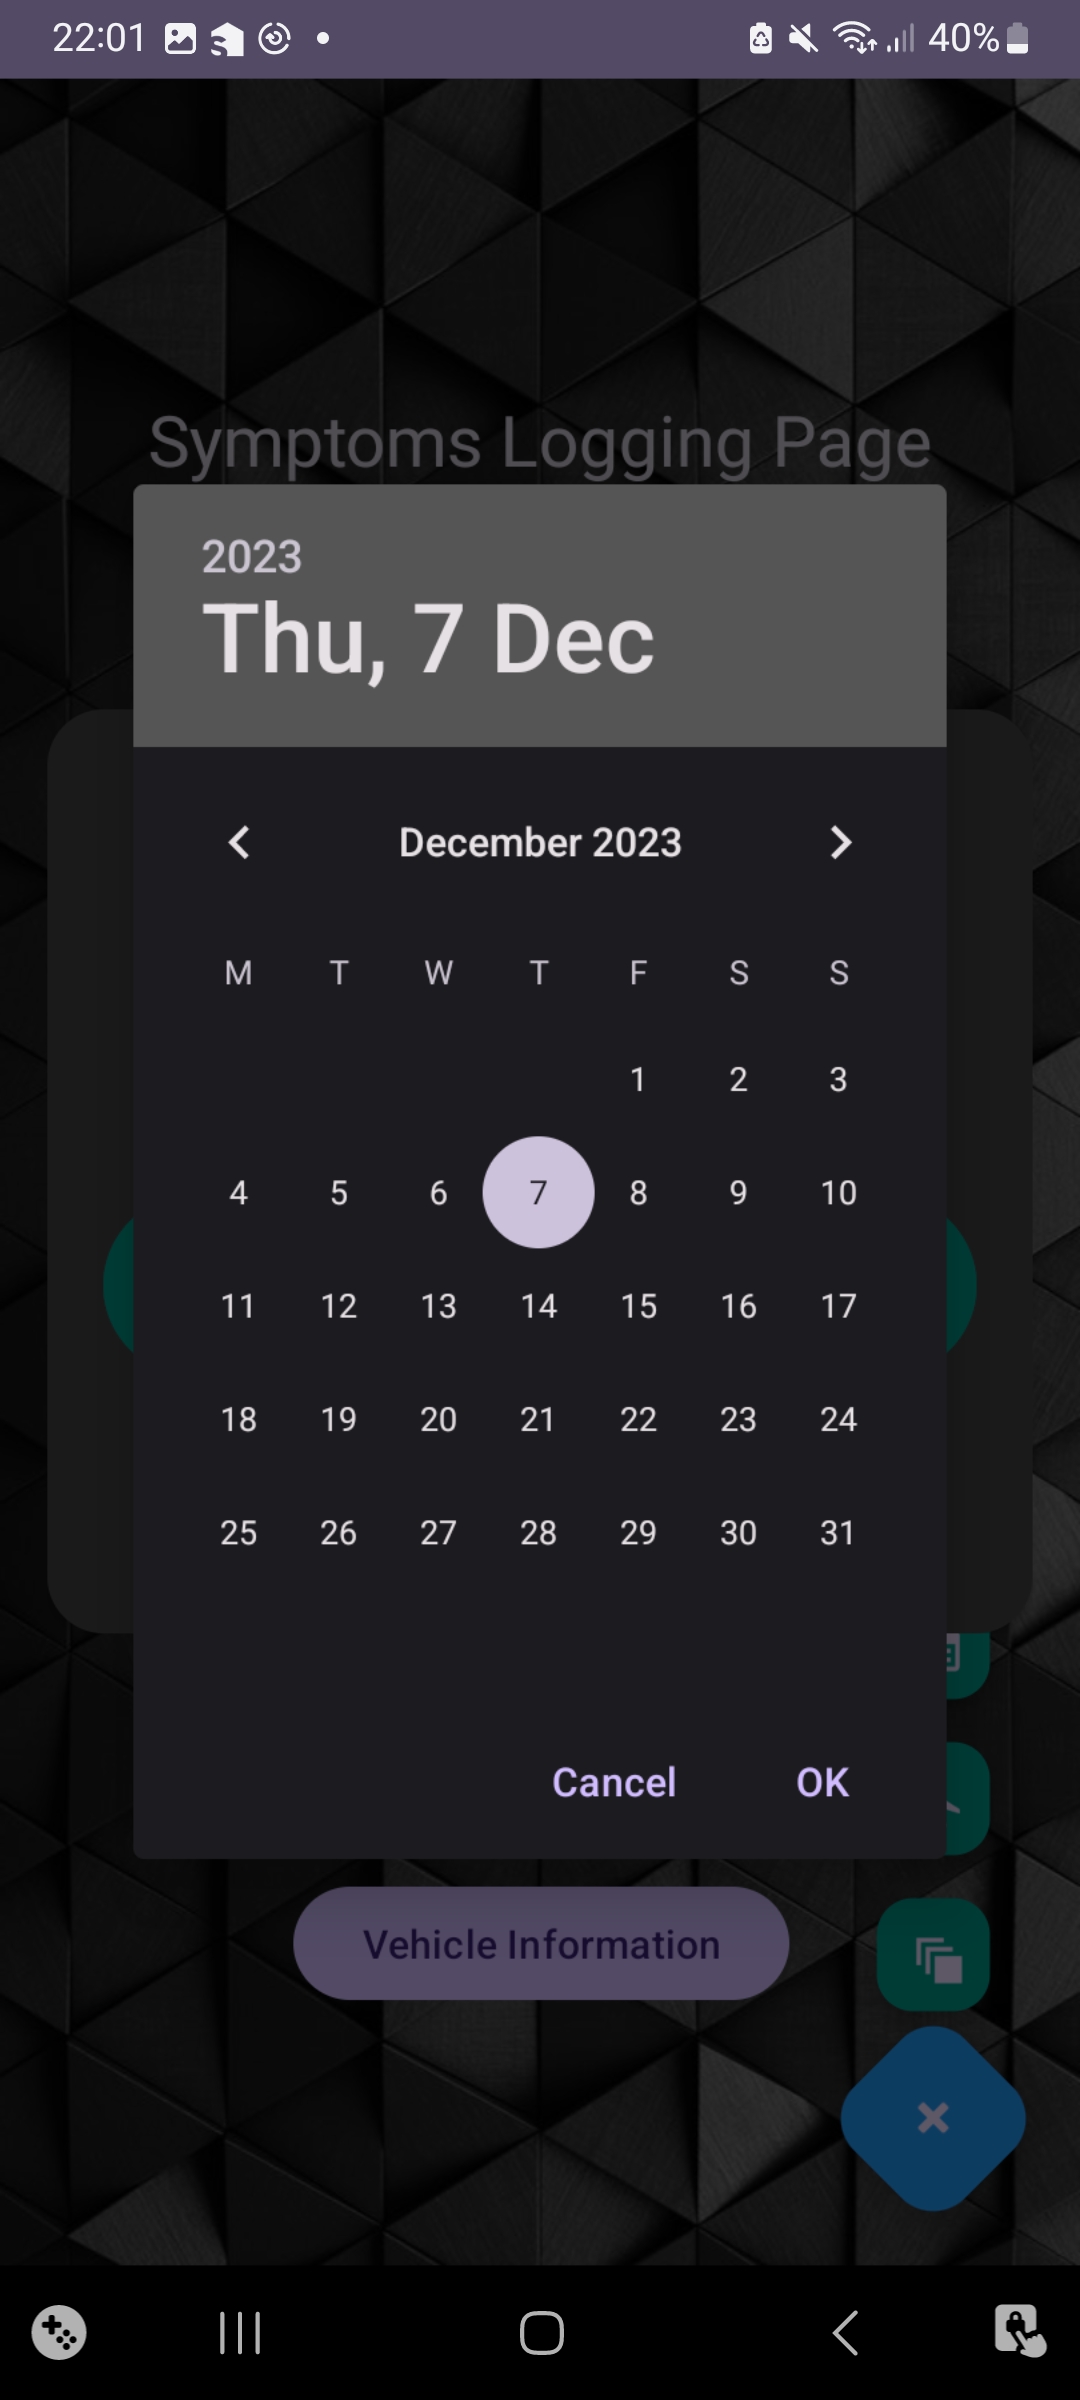 22:01 40%
Symptoms Logging Page
2023
Thu, 7 Dec
December 2023
M T W T F S S
1 2 3
4 5 6 7 8 9 10
11 12 13 14 15 16 17
18 19 20 21 22 23 24
25 26 27 28 29 30 31
Cancel OK
Vehicle Information